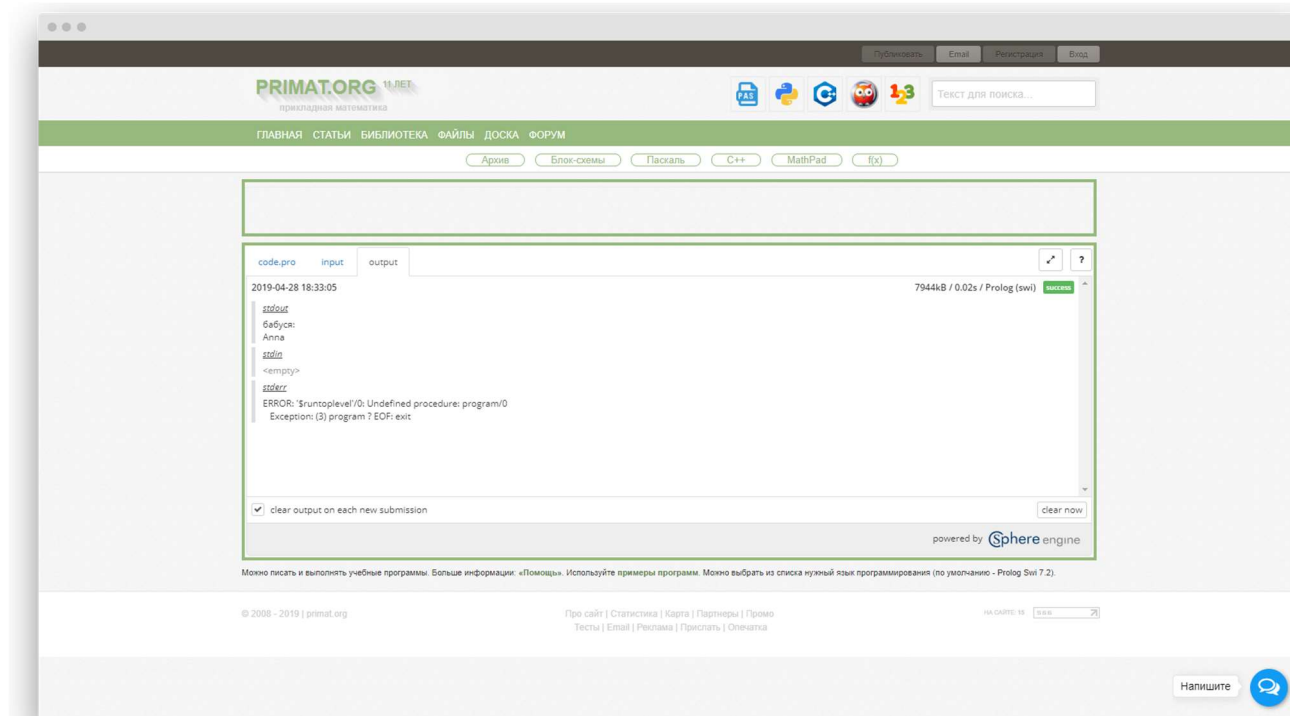 Публиковать Email Регистрация Вход
PRIMAT.ORG 11 ЛЕТ
прикладная математика
PAS 123 Текст для поиска...
ГЛАВНАЯ СТАТЬИ БИБЛИОТЕКА ФАЙЛЫ ДОСКА ФОРУМ
Архив Блок-схемы Паскаль C++ MathPad f(x)
code.pro input output ?
2019-04-28 18:33:05 7944kB / 0.02s / Prolog (swi) success
stdout
бабуся:
Anna
stdin
<empty>
stderr
ERROR: '$runtoplevel'/0: Undefined procedure: program/0
Exception: (3) program ? EOF: exit
clear output on each new submission clear now
powered by Sphere engine
Можно писать и выполнять учебные программы. Больше информации: «Помощь». Используйте примеры программ. Можно выбрать из списка нужный язык программирования (по умолчанию - Prolog Swi 7.2).
© 2008 - 2019 | primat.org Про сайт | Статистика | Карта | Партнеры | Промо НА САЙТЕ:
Тесты | Email | Реклама | Прислать | Опечатка
Напишите